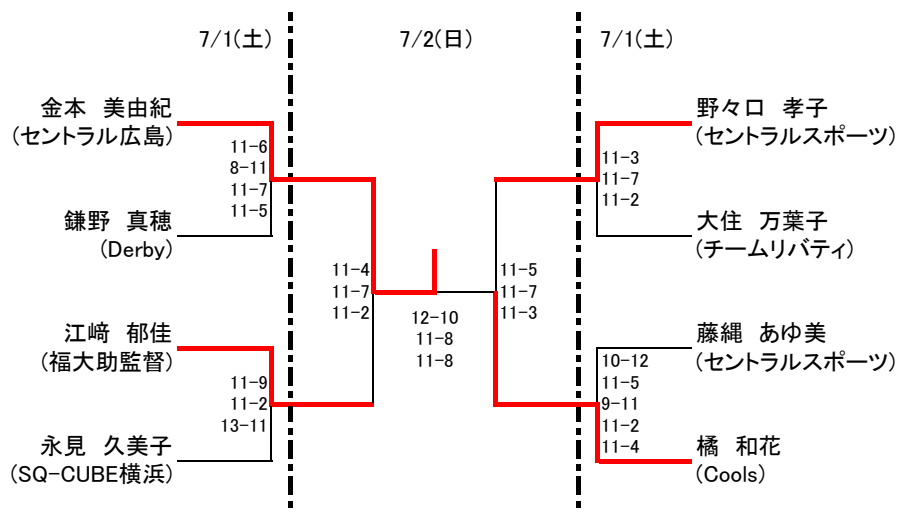 7/1(土)
7/2(日)
7/1(土)
金本 美由紀
(セントラル広島)
11-6
8-11
11-7
11-5
鎌野 真穂
(Derby)
江﨑 郁佳
(福大助監督)
11-9
11-2
13-11
永見 久美子
(SQ-CUBE横浜)
11-4
11-7
11-2
12-10
11-8
11-8
11-5
11-7
11-3
野々口 孝子
(セントラルスポーツ)
11-3
11-7
11-2
大住 万葉子
(チームリバティ)
藤縄 あゆ美
(セントラルスポーツ)
10-12
11-5
9-11
11-2
11-4
橘 和花
(Cools)